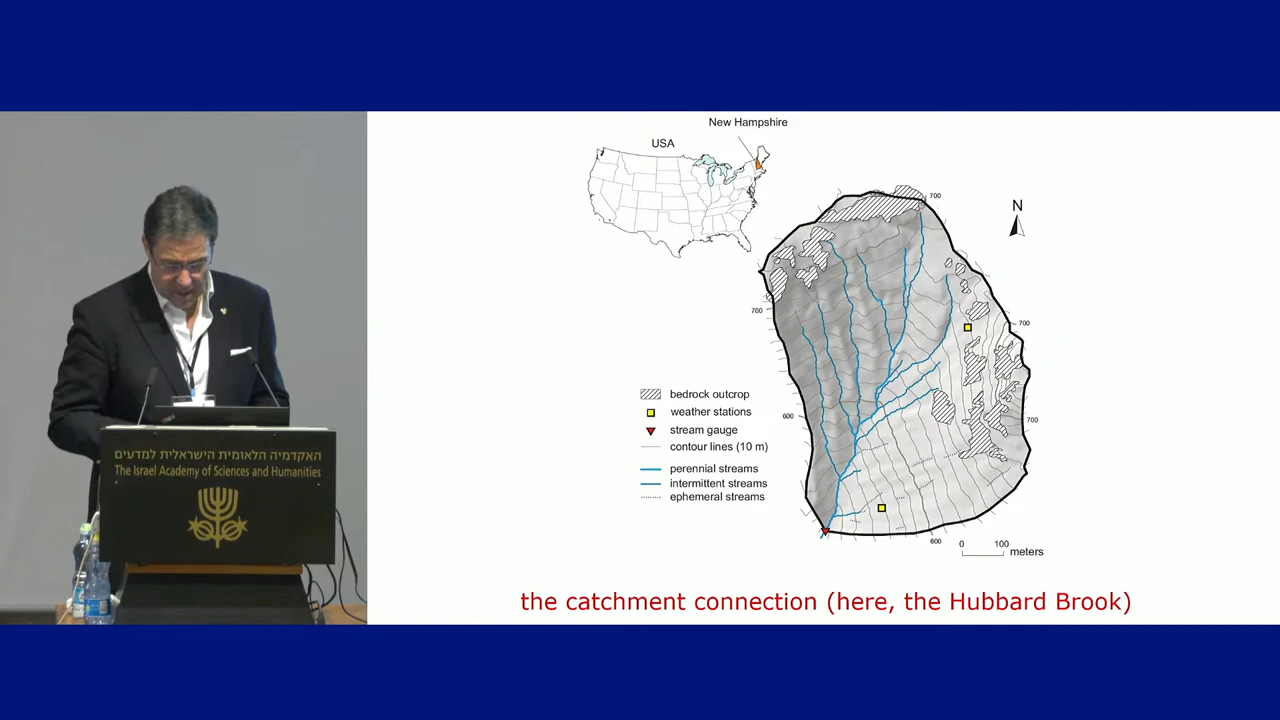 האקדמיה הלאומית הישראלית למדעים
The Israel Academy of Sciences and Humanities
New Hampshire
USA
700
N
700
700
bedrock outcrop
weather stations
600
700
stream gauge
contour lines (10 m)
perennial streams
intermittent streams
ephemeral streams
600
0 100
meters
the catchment connection (here, the Hubbard Brook)